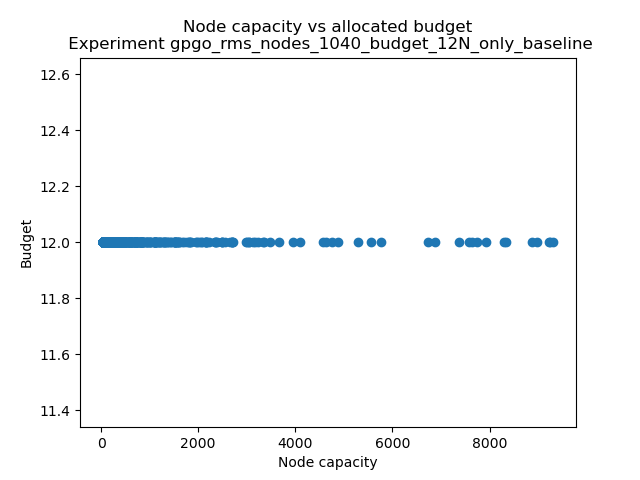 Node capacity vs allocated budget
Experiment gpgo_rms_nodes_1040_budget_12N_only_baseline
12.6
12.4
12.2
12.0
11.8
11.6
11.4
Budget
0 2000 4000 6000 8000
Node capacity